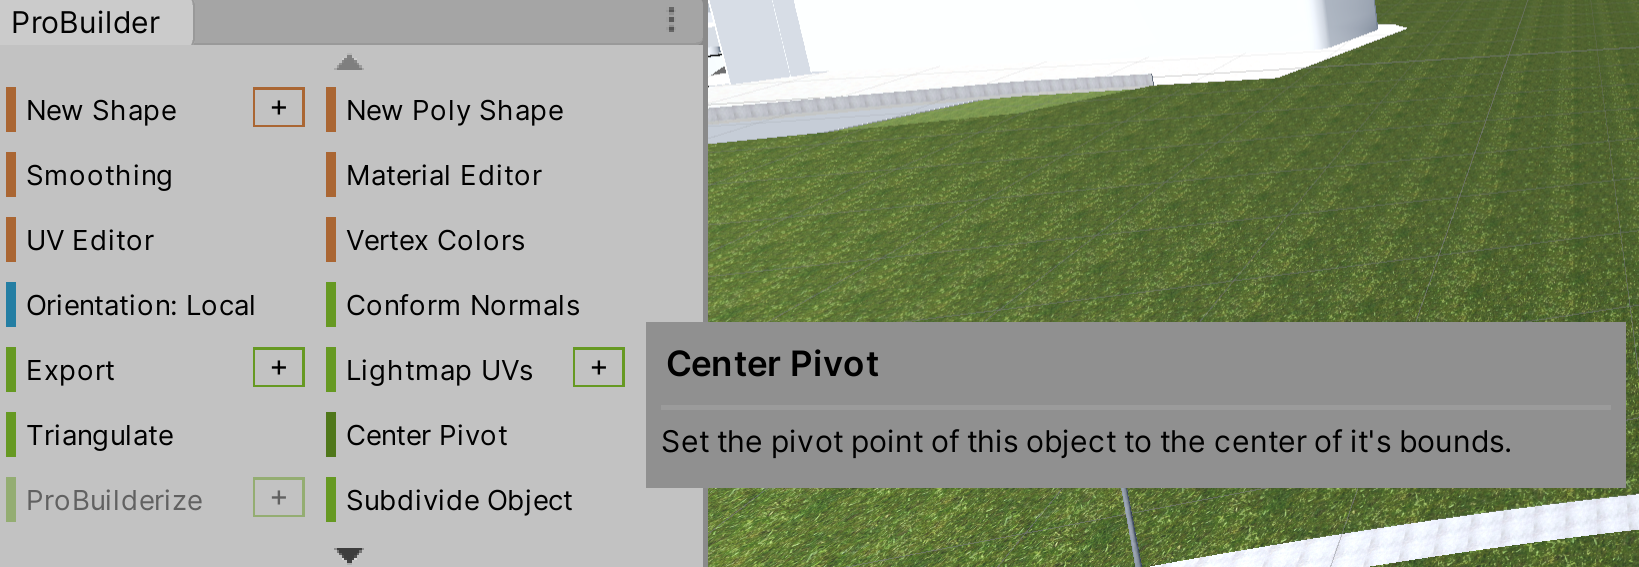 ProBuilder
New Shape + New Poly Shape
Smoothing Material Editor
UV Editor Vertex Colors
Orientation: Local Conform Normals
Export + Lightmap UVs +
Triangulate Center Pivot
ProBuilderize + Subdivide Object
Center Pivot
Set the pivot point of this object to the center of it's bounds.